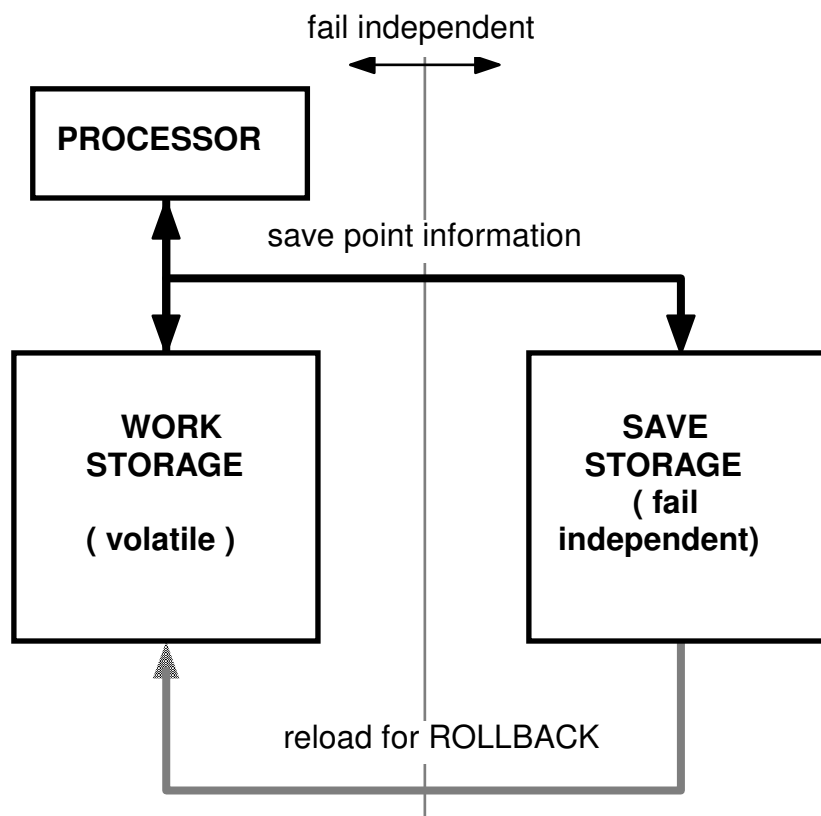 fail independent
PROCESSOR
save point information
WORK
STORAGE
( volatile )
SAVE
STORAGE
( fail
independent)
reload for ROLLBACK